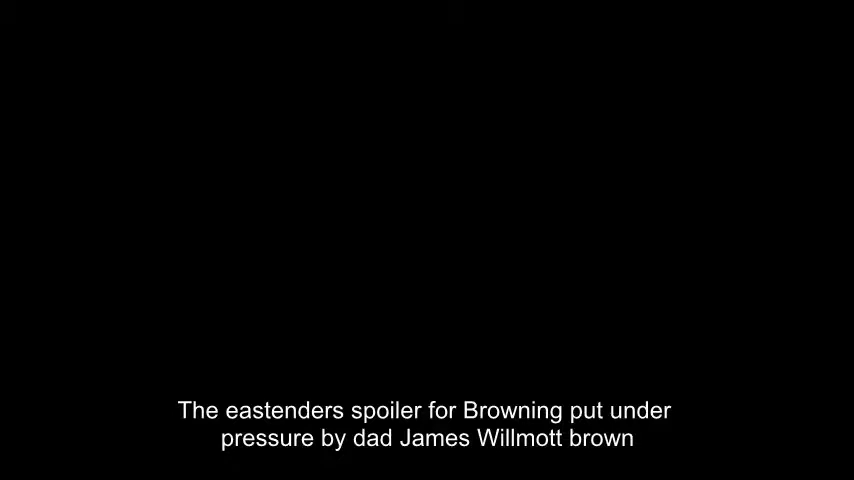 The eastenders spoiler for Browning put under
pressure by dad James Willmott brown